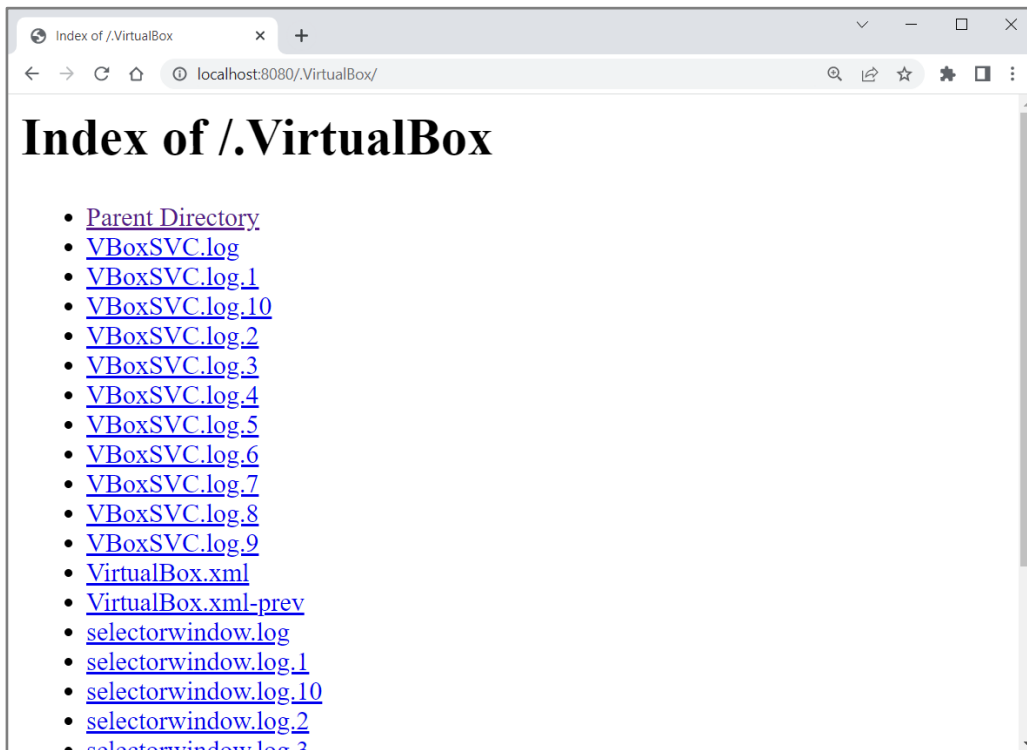 Index of /.VirtualBox
localhost:8080/.VirtualBox/
Index of /.VirtualBox
Parent Directory
VBoxSVC.log
VBoxSVC.log.1
VBoxSVC.log.10
VBoxSVC.log.2
VBoxSVC.log.3
VBoxSVC.log.4
VBoxSVC.log.5
VBoxSVC.log.6
VBoxSVC.log.7
VBoxSVC.log.8
VBoxSVC.log.9
VirtualBox.xml
VirtualBox.xml-prev
selectorwindow.log
selectorwindow.log.1
selectorwindow.log.10
selectorwindow.log.2
selectorwindow.log.3